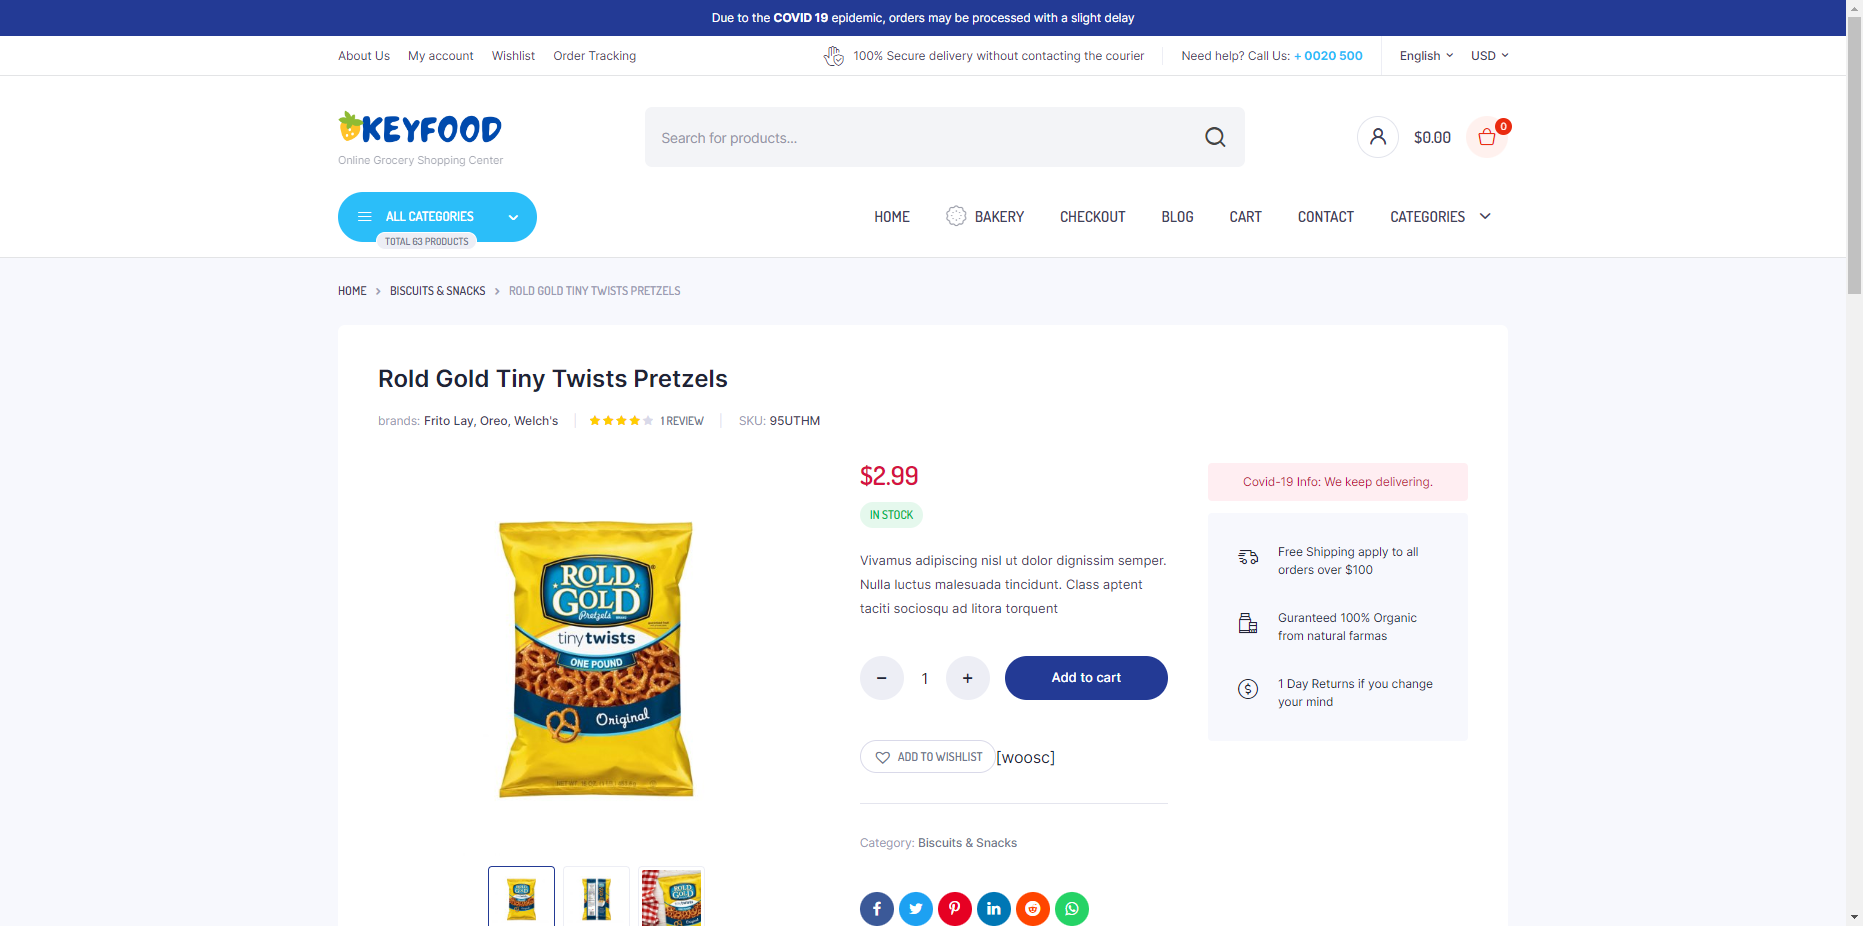 Due to the COVID 19 epidemic, orders may be processed with a slight delay
About Us
My account
Wishlist
Order Tracking
100% Secure delivery without contacting the courier
Need help? Call Us: + 0020 500
English
USD
KEYFOOD
Online Grocery Shopping Center
Search for products...
$0.00
0
ALL CATEGORIES
TOTAL 63 PRODUCTS
HOME
BAKERY
CHECKOUT
BLOG
CART
CONTACT
CATEGORIES
HOME > BISCUITS & SNACKS > ROLD GOLD TINY TWISTS PRETZELS
Rold Gold Tiny Twists Pretzels
brands: Frito Lay, Oreo, Welch's
1 REVIEW
SKU: 95UTHM
ROLD
GOLD
Pretzels
tiny twists
ONE POUND
Original
$2.99
IN STOCK
Vivamus adipiscing nisl ut dolor dignissim semper.
Nulla luctus malesuada tincidunt. Class aptent
taciti sociosqu ad litora torquent
− 1 +
Add to cart
ADD TO WISHLIST
[woosc]
Category: Biscuits & Snacks
Covid-19 Info: We keep delivering.
Free Shipping apply to all
orders over $100
Guranteed 100% Organic
from natural farmas
1 Day Returns if you change
your mind
ROLD
GOLD